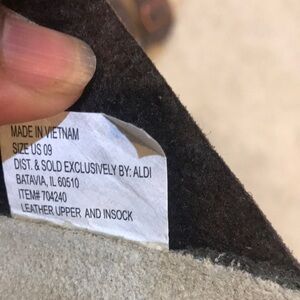 MADE IN VIETNAM
SIZE US 09
DIST. & SOLD EXCLUSIVELY BY: ALDI
BATAVIA, IL 60510
ITEM# 704240
LEATHER UPPER AND INSOCK